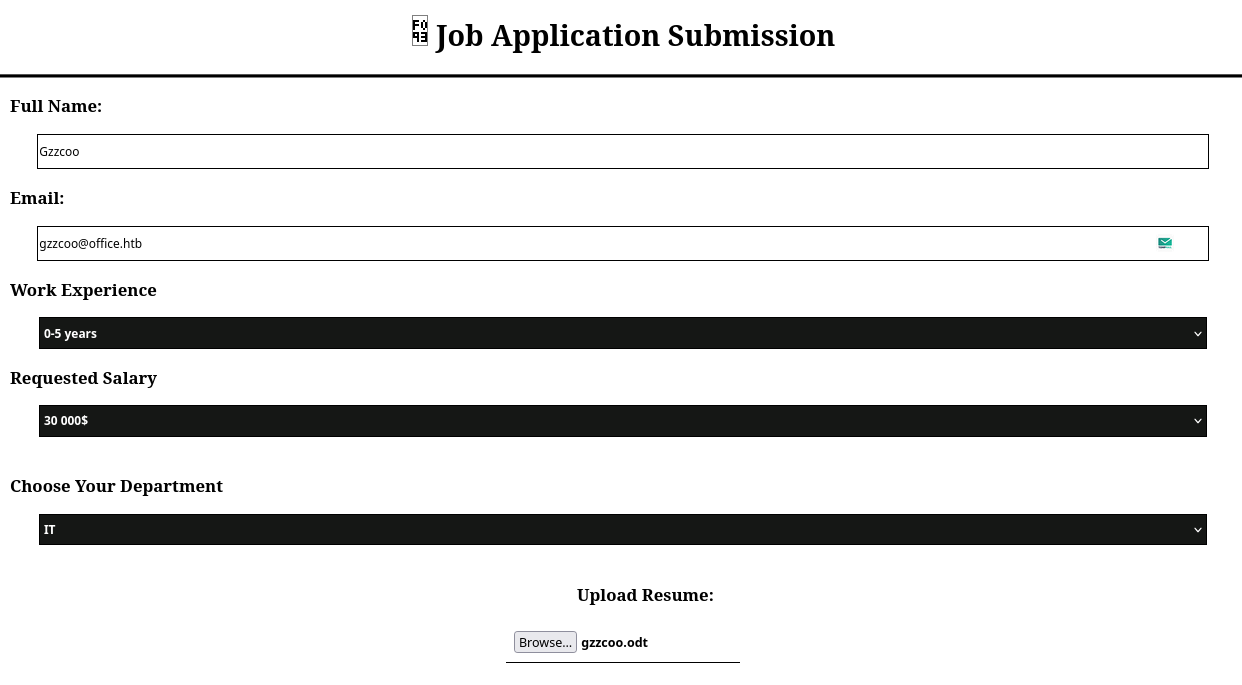 Job Application Submission
Full Name:
Gzzcoo
Email:
gzzcoo@office.htb
Work Experience
0-5 years
Requested Salary
30 000$
Choose Your Department
IT
Upload Resume:
Browse... gzzcoo.odt